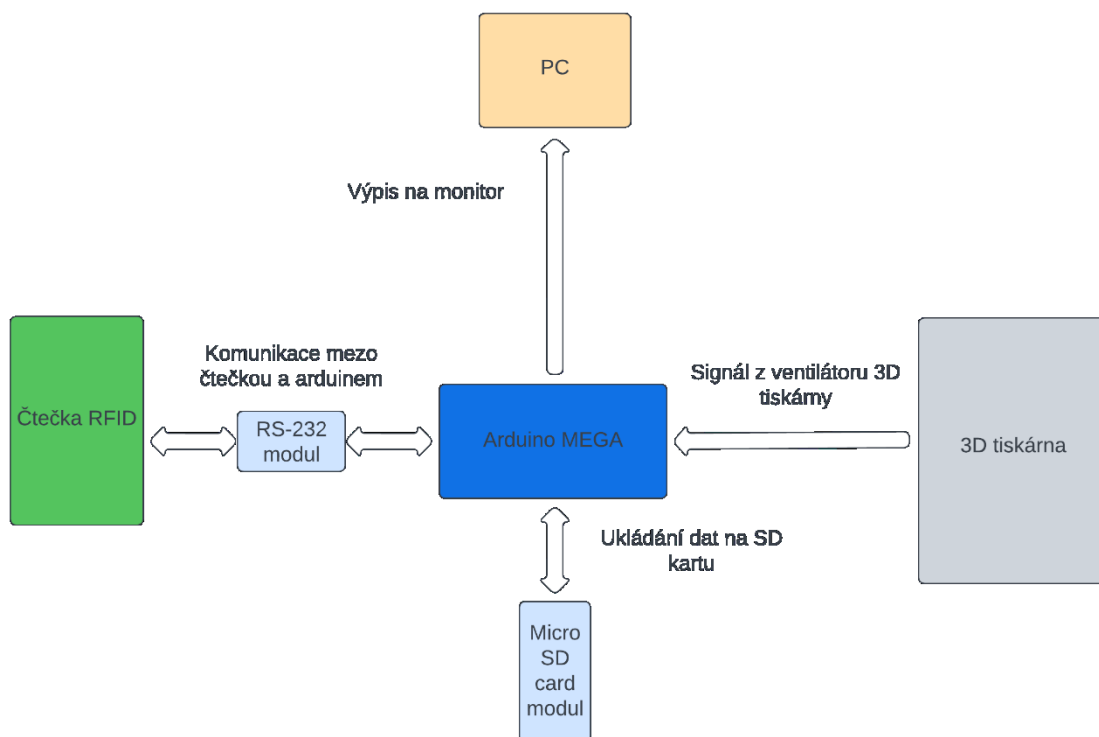 PC
Výpis na monitor
Komunikace mezo
čtečkou a arduinem
Signál z ventilátoru 3D
tiskárny
Čtečka RFID
RS-232
modul
Arduino MEGA
3D tiskárna
Ukládání dat na SD
kartu
Micro
SD
card
modul